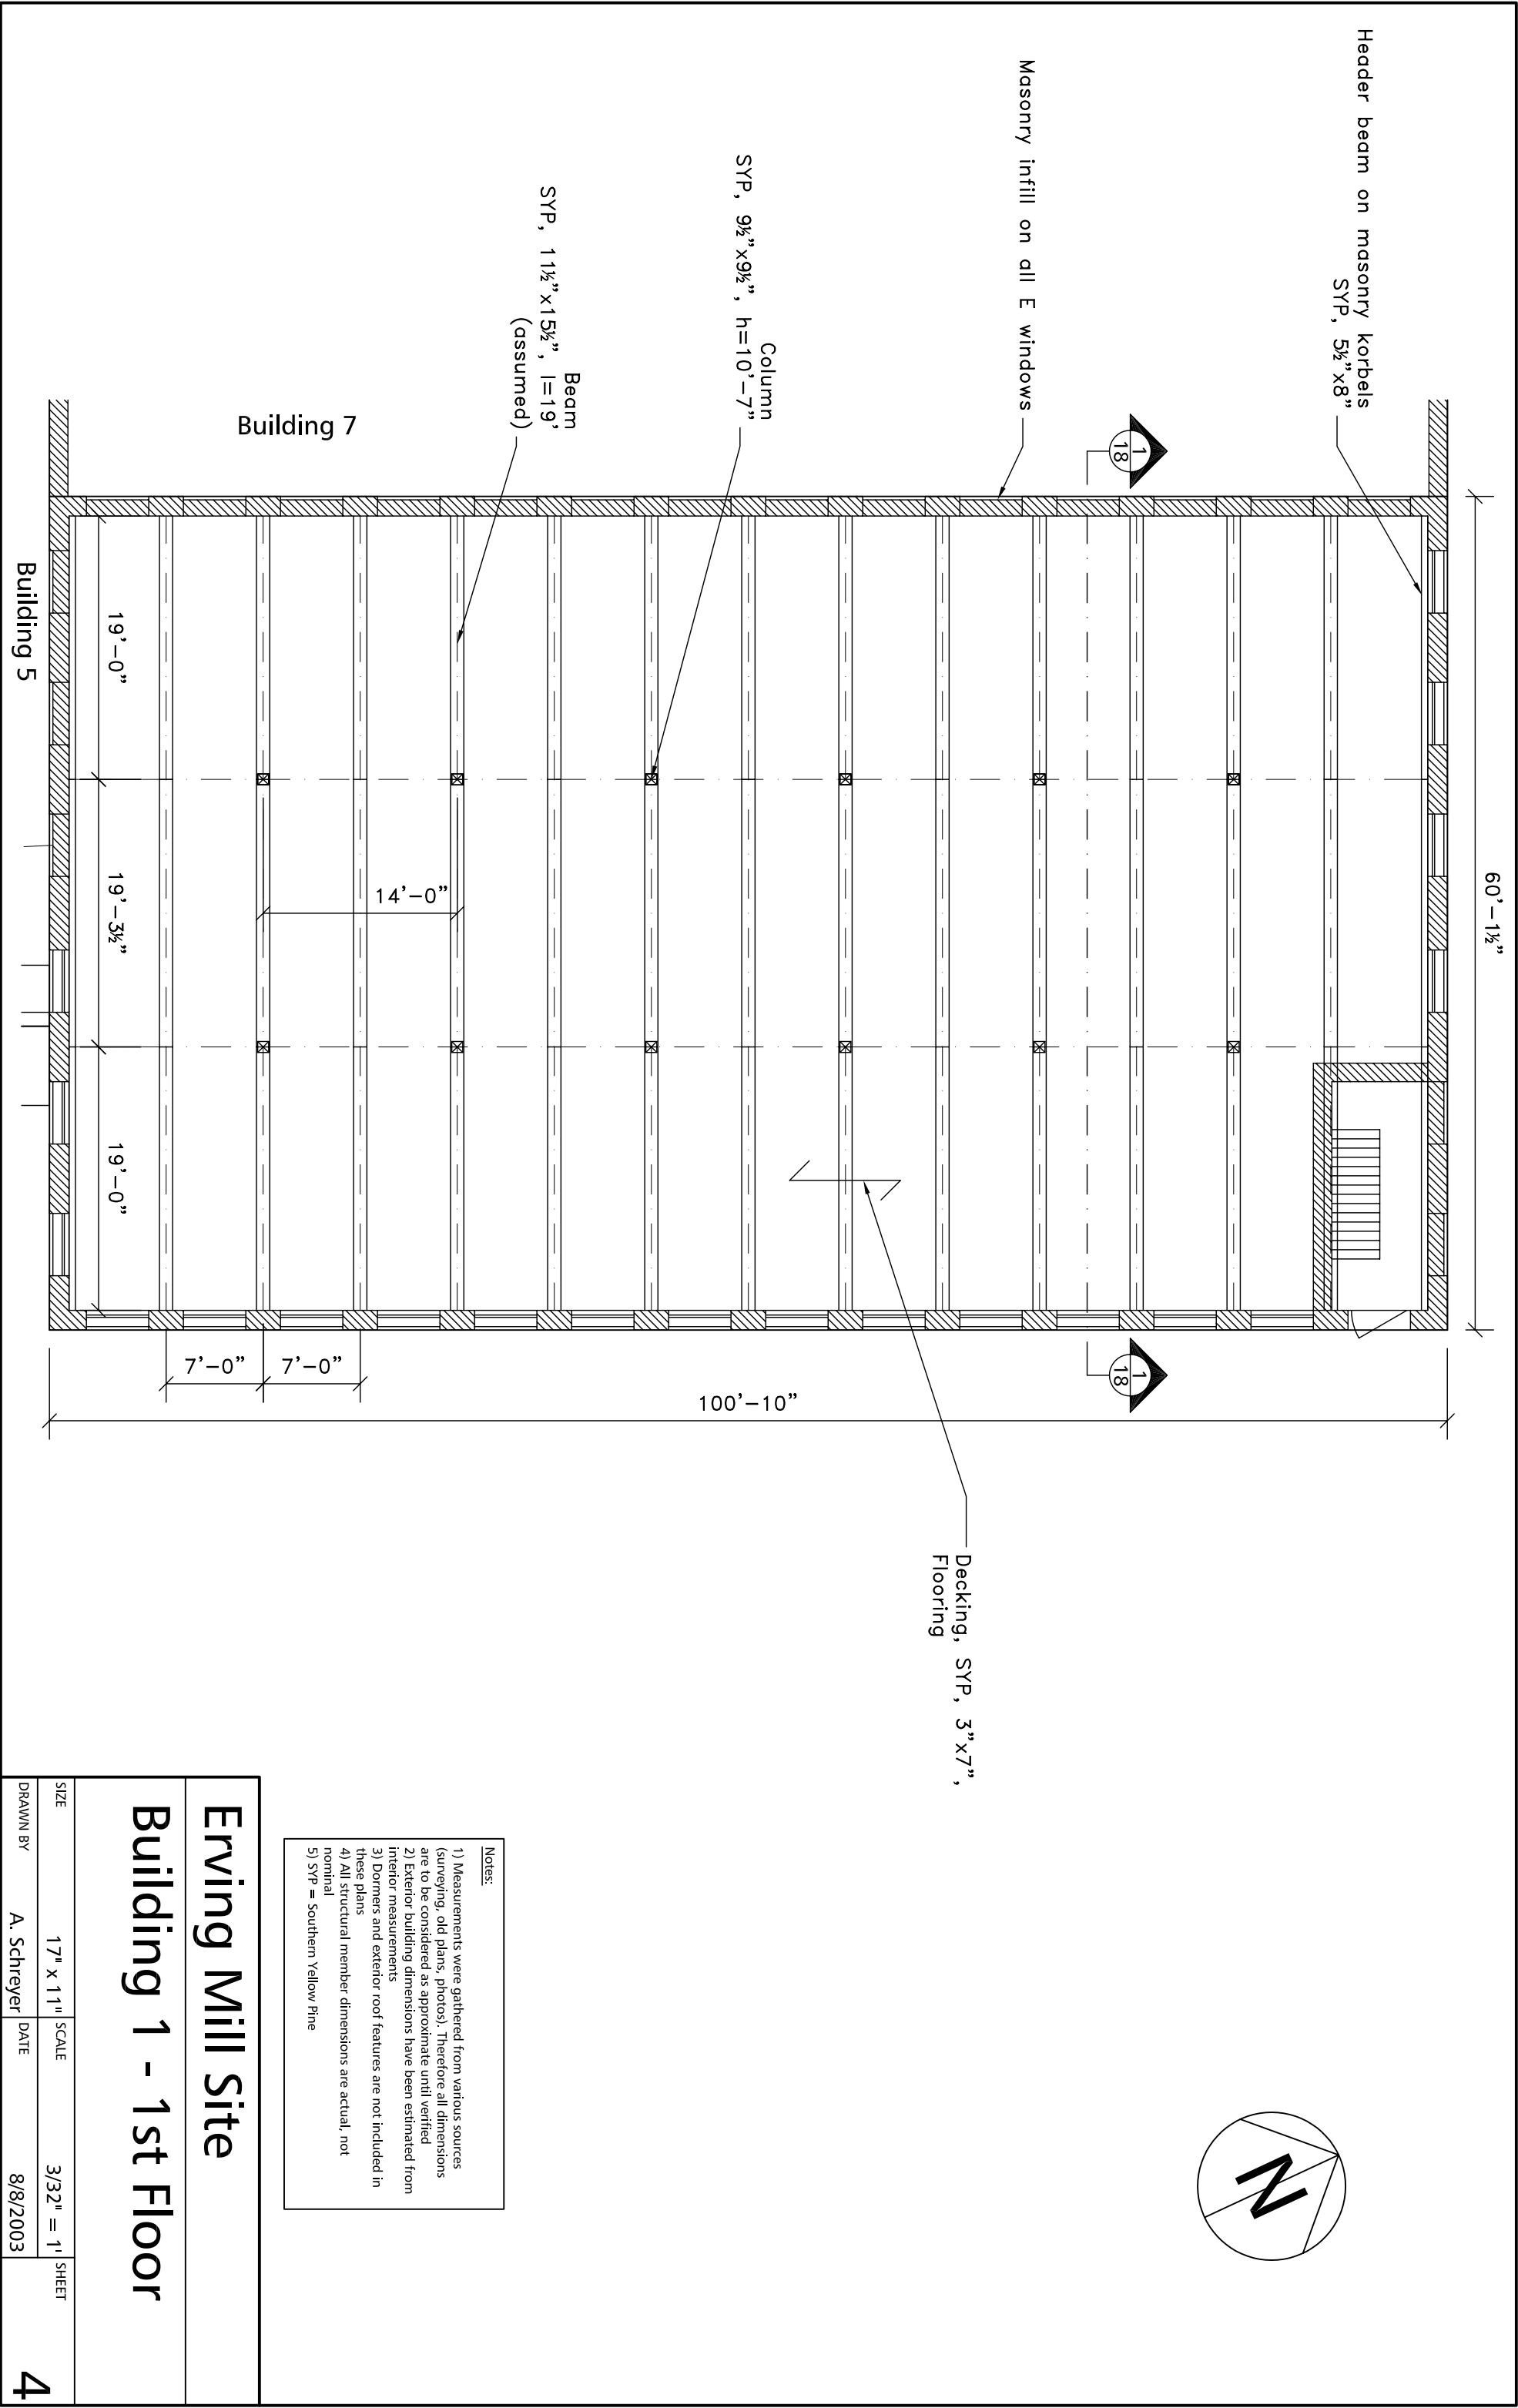 Header beam on masonry korbels
SYP, 5½"x8"
Masonry infill on all E windows
Column
SYP, 9½"x9½", h=10'-7"
Beam
SYP, 11½"x15½", l=19'
(assumed)
Building 7
Building 5
1
18
1
18
60'-1½"
19'-0"
19'-3½"
19'-0"
14'-0"
7'-0"
7'-0"
100'-10"
Decking, SYP, 3"x7",
Flooring
N
Notes:
1) Measurements were gathered from various sources
(surveying, old plans, photos). Therefore all dimensions
are to be considered as approximate until verified
2) Exterior building dimensions have been estimated from
interior measurements
3) Dormers and exterior roof features are not included in
these plans
4) All structural member dimensions are actual, not
nominal
5) SYP = Southern Yellow Pine
Erving Mill Site
Building 1 - 1st Floor
SIZE 17" x 11" SCALE 3/32" = 1' SHEET
DRAWN BY A. Schreyer DATE 8/8/2003 4